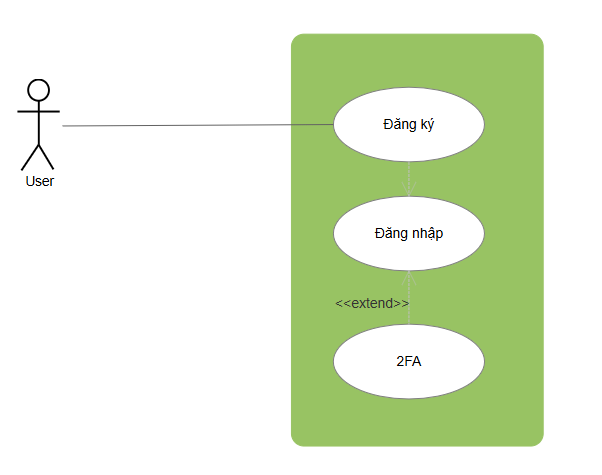 Đăng ký
User
Đăng nhập
<<extend>>
2FA